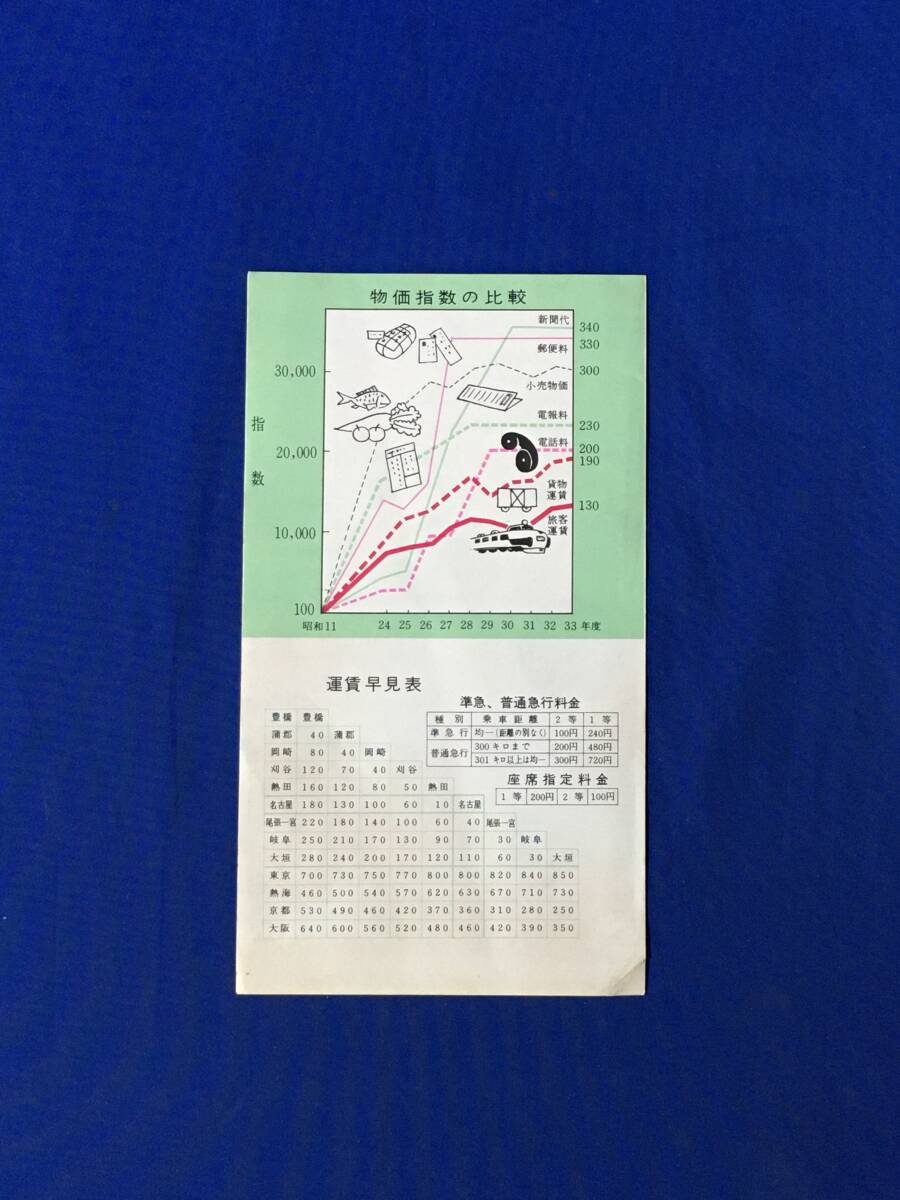 物価指数の比較
指数
30,000
20,000
10,000
100
新聞代 340
郵便料 330
小売物価 300
電報料 230
電話料 200
貨物運賃 190
旅客運賃 130
昭和11 24 25 26 27 28 29 30 31 32 33 年度
運賃早見表
豊橋 豊橋
蒲郡 40 蒲郡
岡崎 80 40 岡崎
刈谷 120 70 40 刈谷
熱田 160 120 80 50 熱田
名古屋 180 130 100 60 10 名古屋
尾張一宮 220 180 140 100 60 40 尾張一宮
岐阜 250 210 170 130 90 70 30 岐阜
大垣 280 240 200 170 120 110 60 30 大垣
東京 700 730 750 770 800 800 820 840 850
熱海 460 500 540 570 620 630 670 710 730
京都 530 490 460 420 370 360 310 280 250
大阪 640 600 560 520 480 460 420 390 350
準急、普通急行料金
種別 乗車距離 2等 1等
準急行 均一(距離の別なく) 100円 240円
普通急行 300キロまで 200円 480円
301キロ以上は均一 300円 720円
座席指定料金
1等 200円 2等 100円